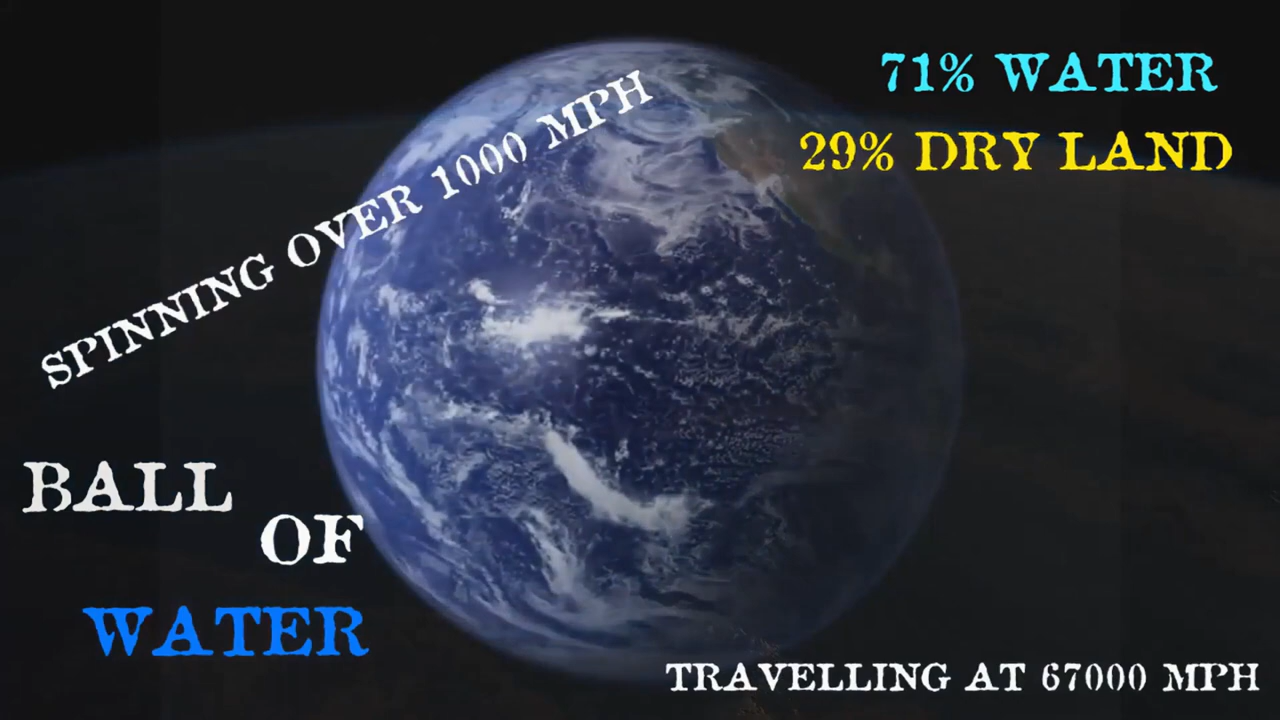 71% WATER
29% DRY LAND
SPINNING OVER 1000 MPH
BALL
OF
WATER
TRAVELLING AT 67000 MPH